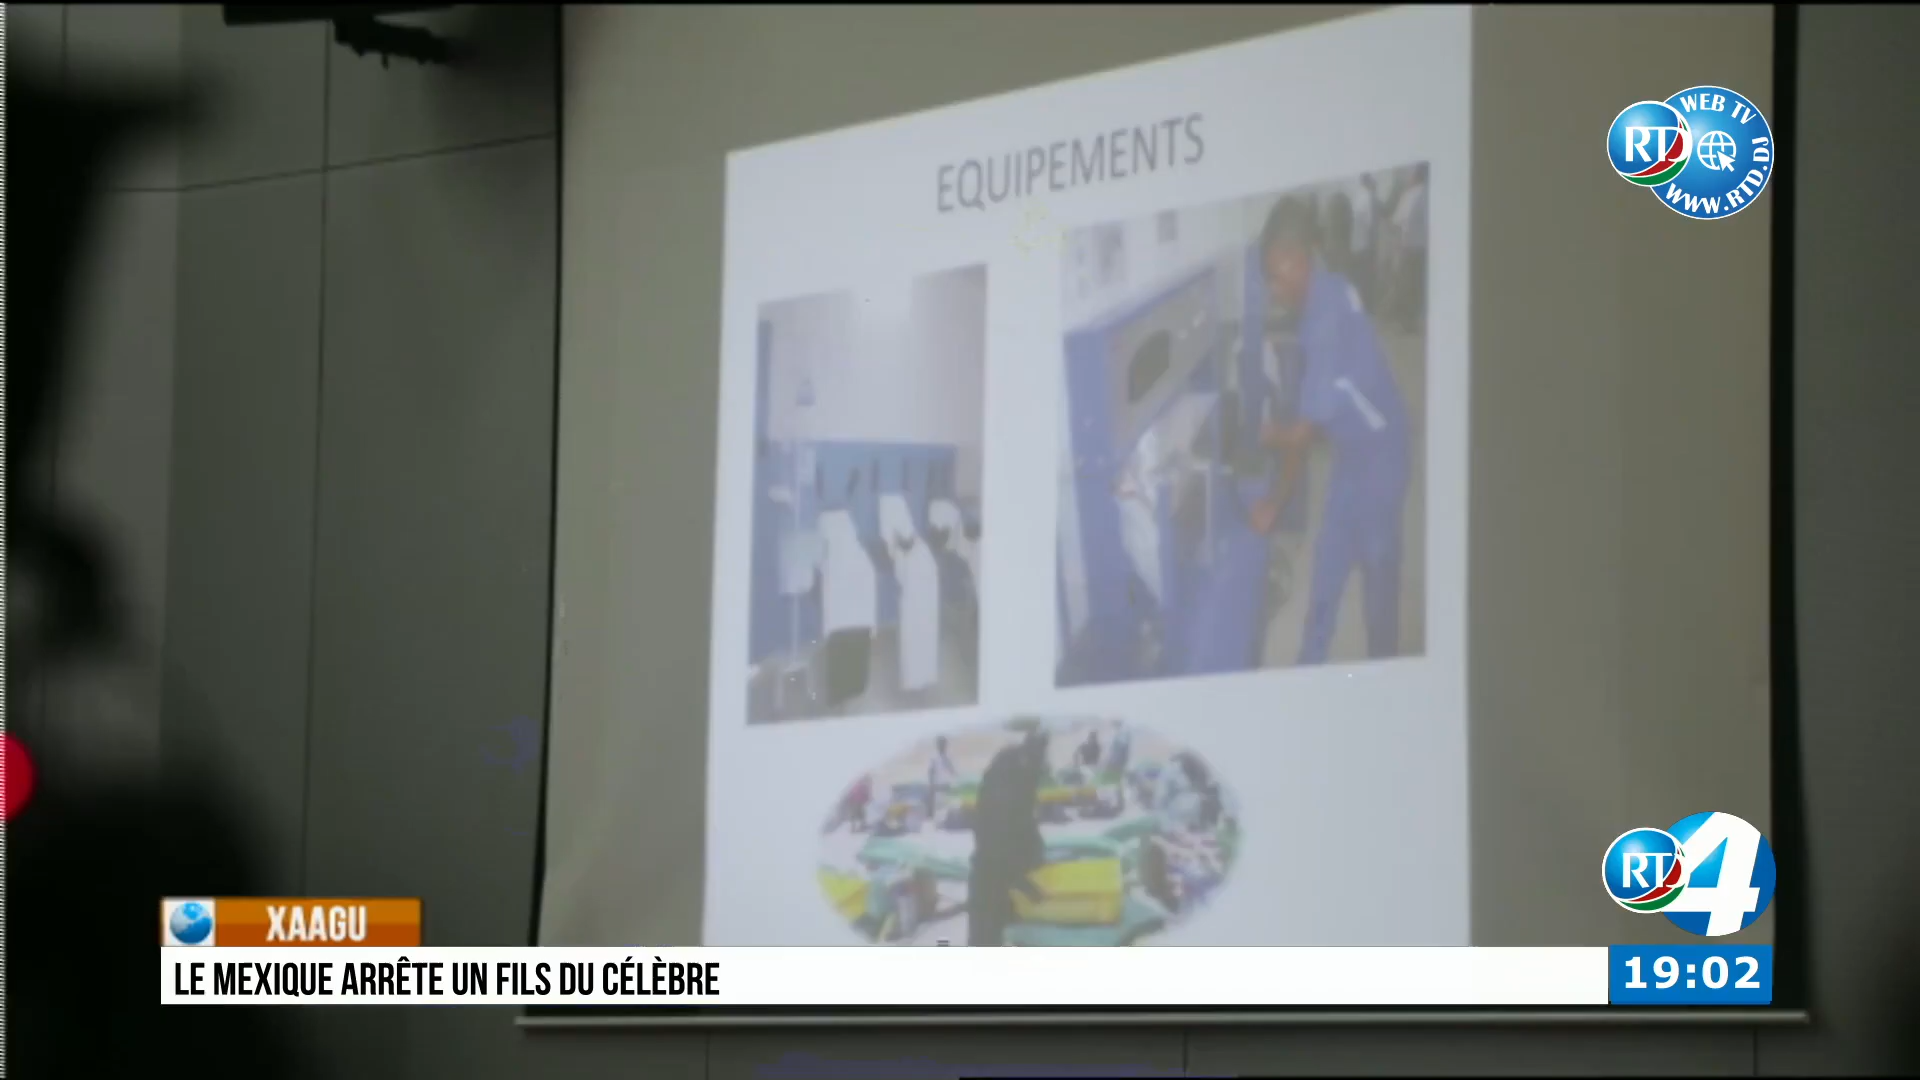 EQUIPEMENTS
WEB TV
RTD
WWW.RTD.DJ
RTD 4
XAAGU
LE MEXIQUE ARRÊTE UN FILS DU CÉLÈBRE
19:02